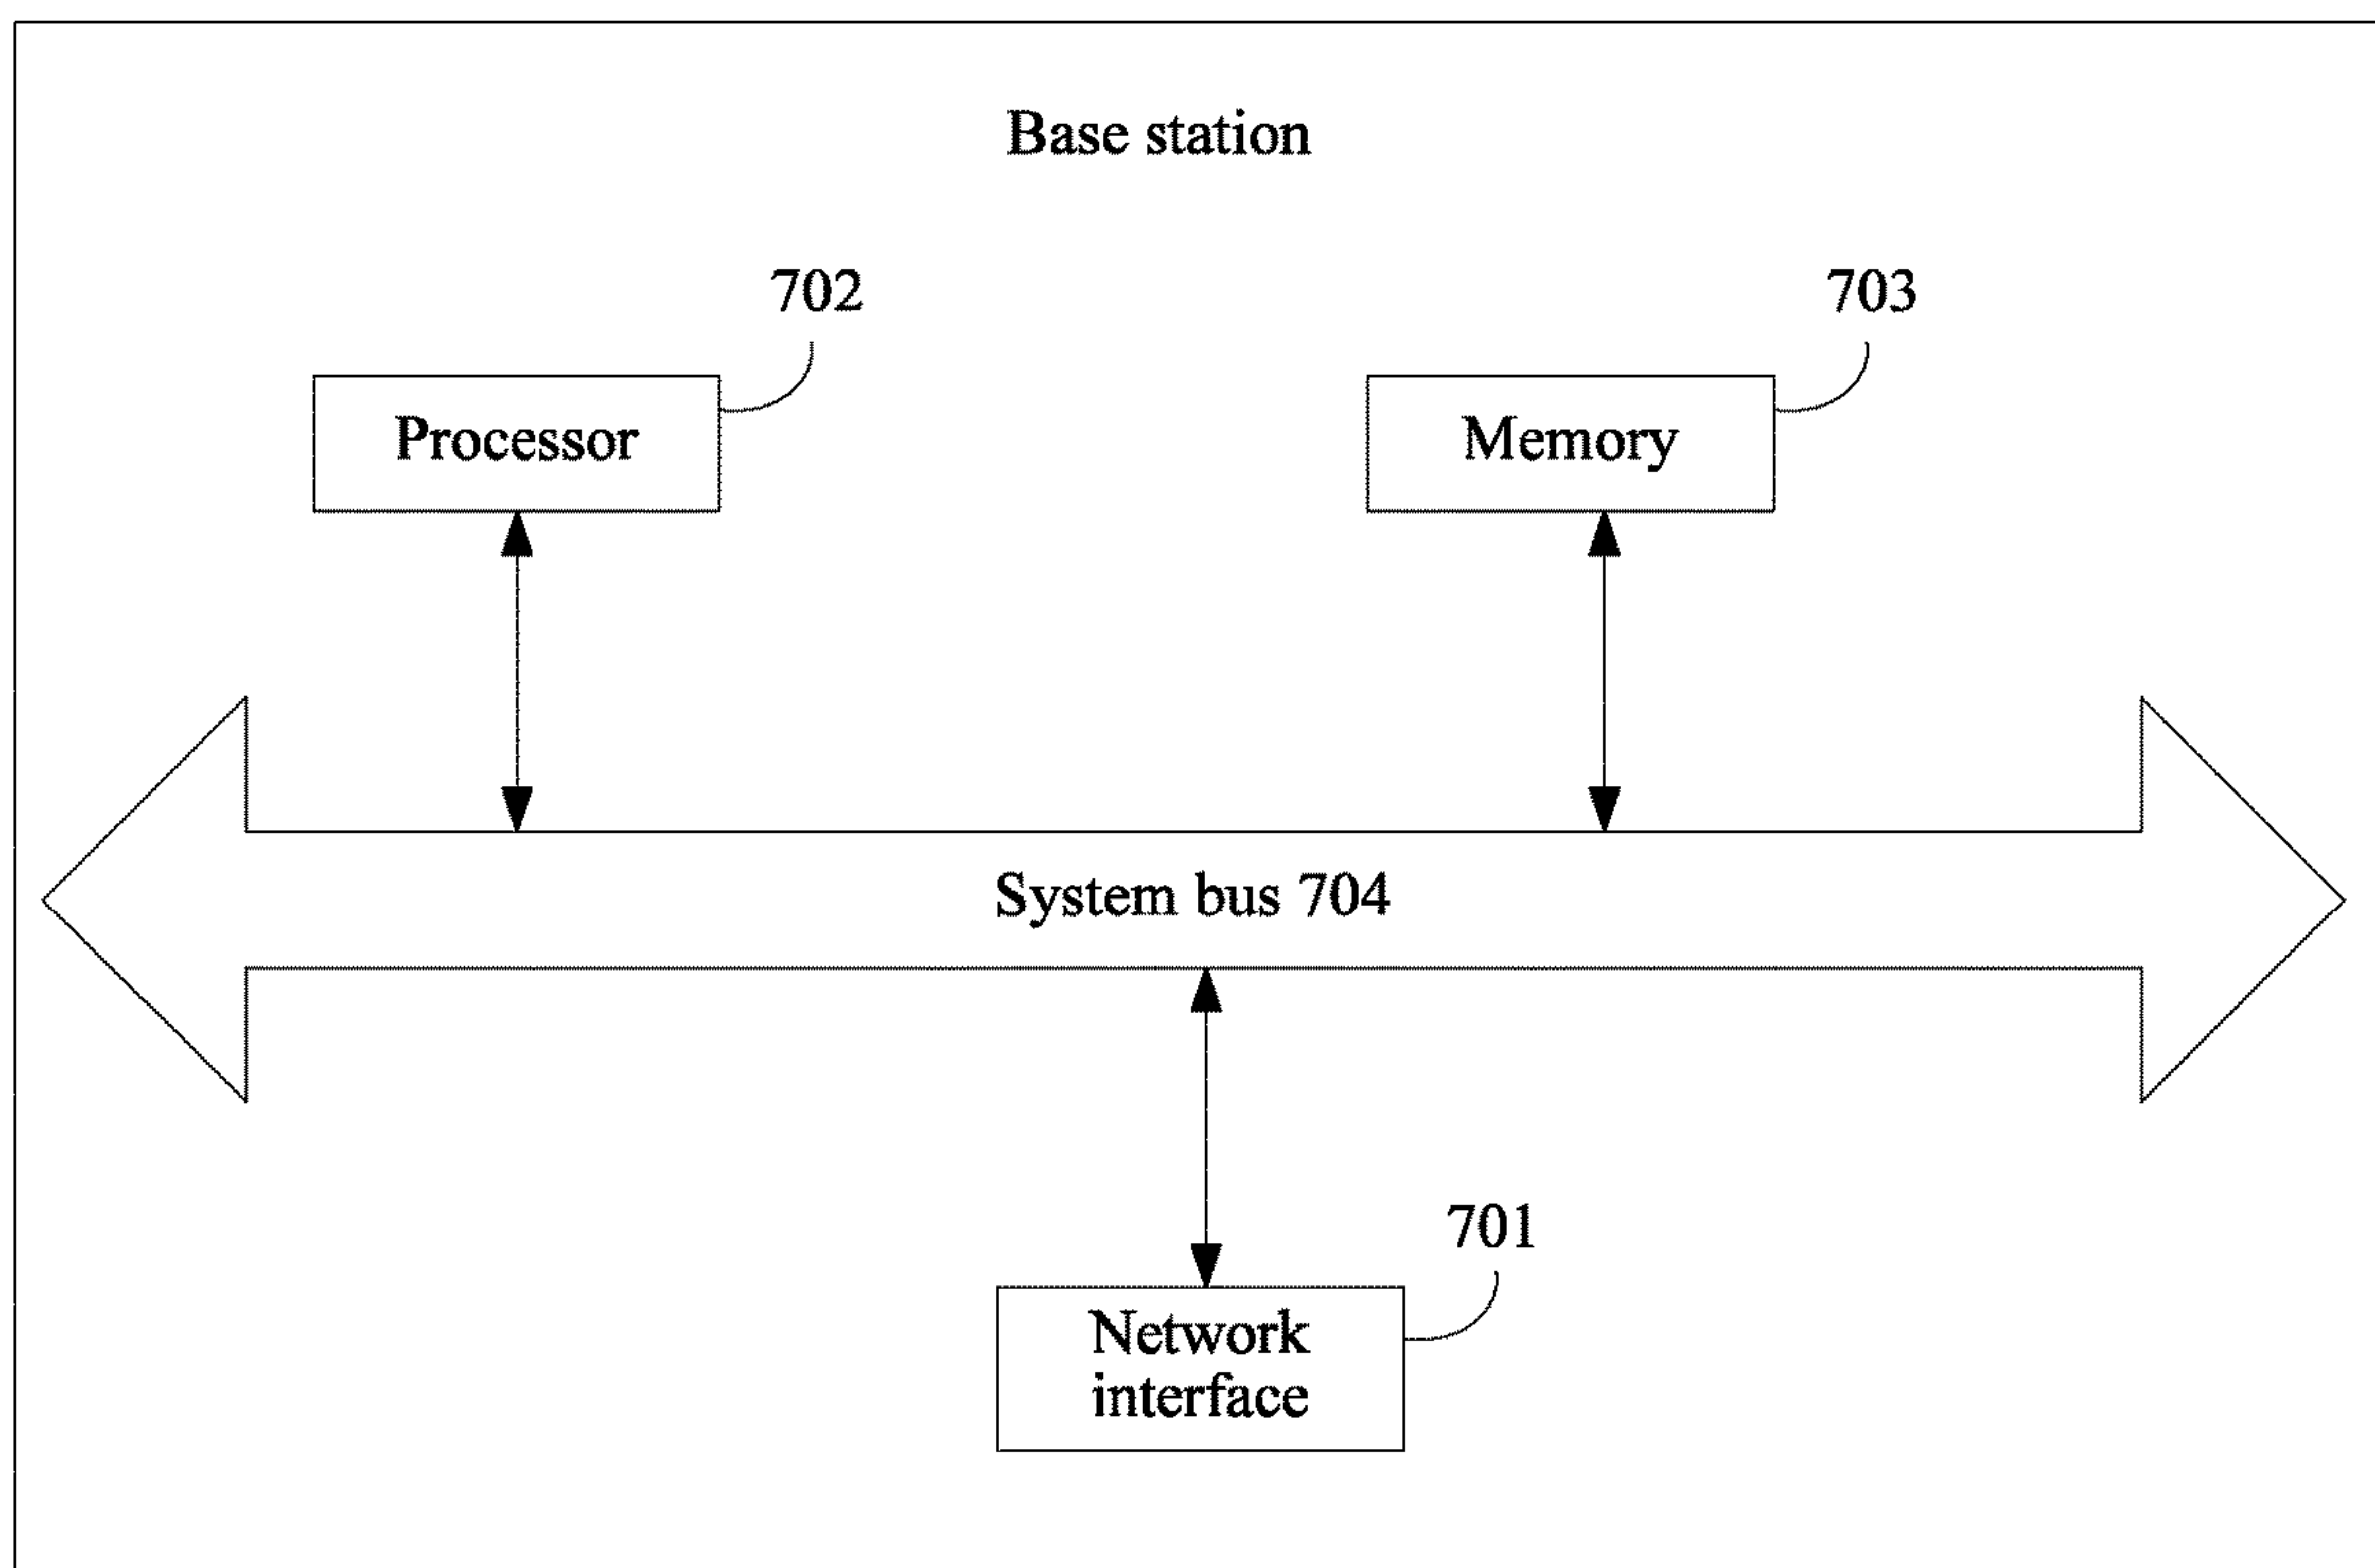 Base station
702
703
Processor
Memory
System bus 704
701
Network
interface